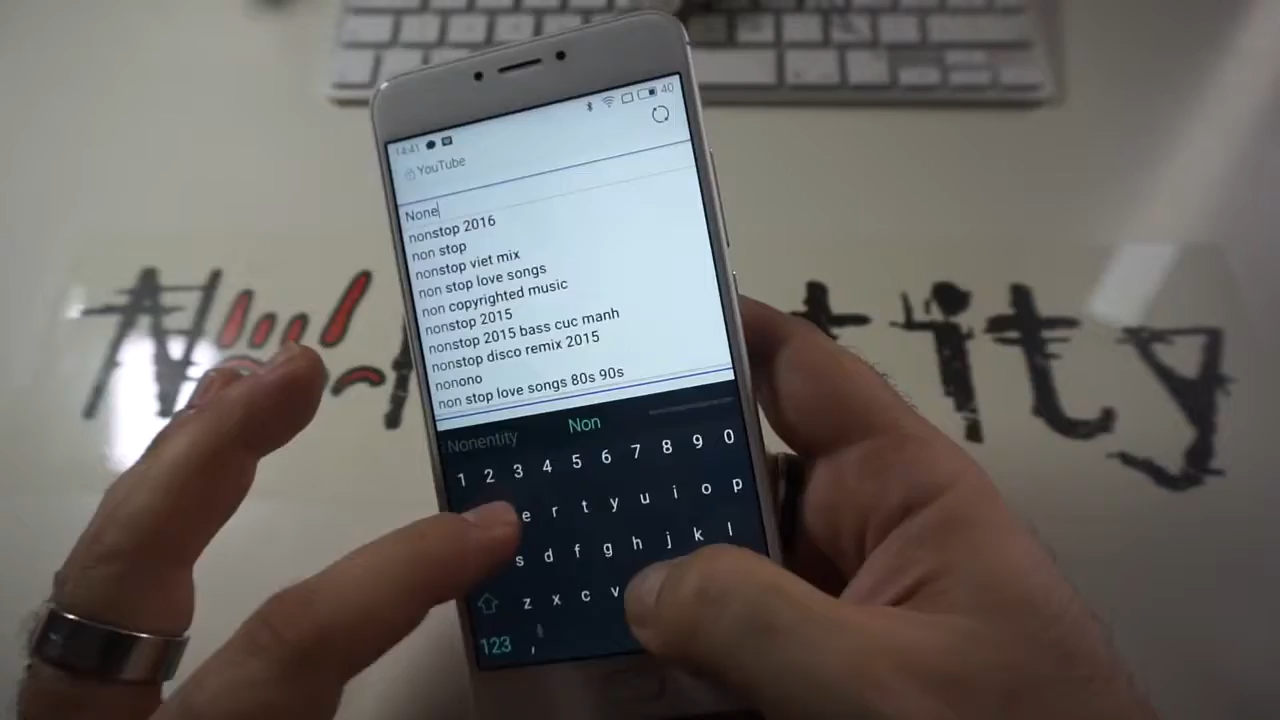 14:41 40
YouTube
None
nonstop 2016
non stop
nonstop viet mix
non stop love songs
non copyrighted music
nonstop 2015
nonstop 2015 bass cuc manh
nonstop disco remix 2015
nonono
non stop love songs 80s 90s
Nonentity Non
1 2 3 4 5 6 7 8 9 0
e r t y u i o p
s d f g h j k l
z x c v
123 ,